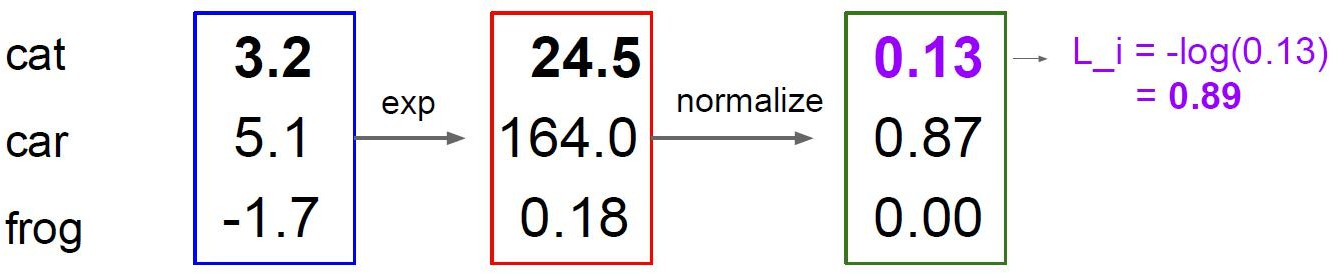 cat 3.2 24.5 0.13 L_i = -log(0.13)
exp normalize = 0.89
car 5.1 164.0 0.87
frog -1.7 0.18 0.00